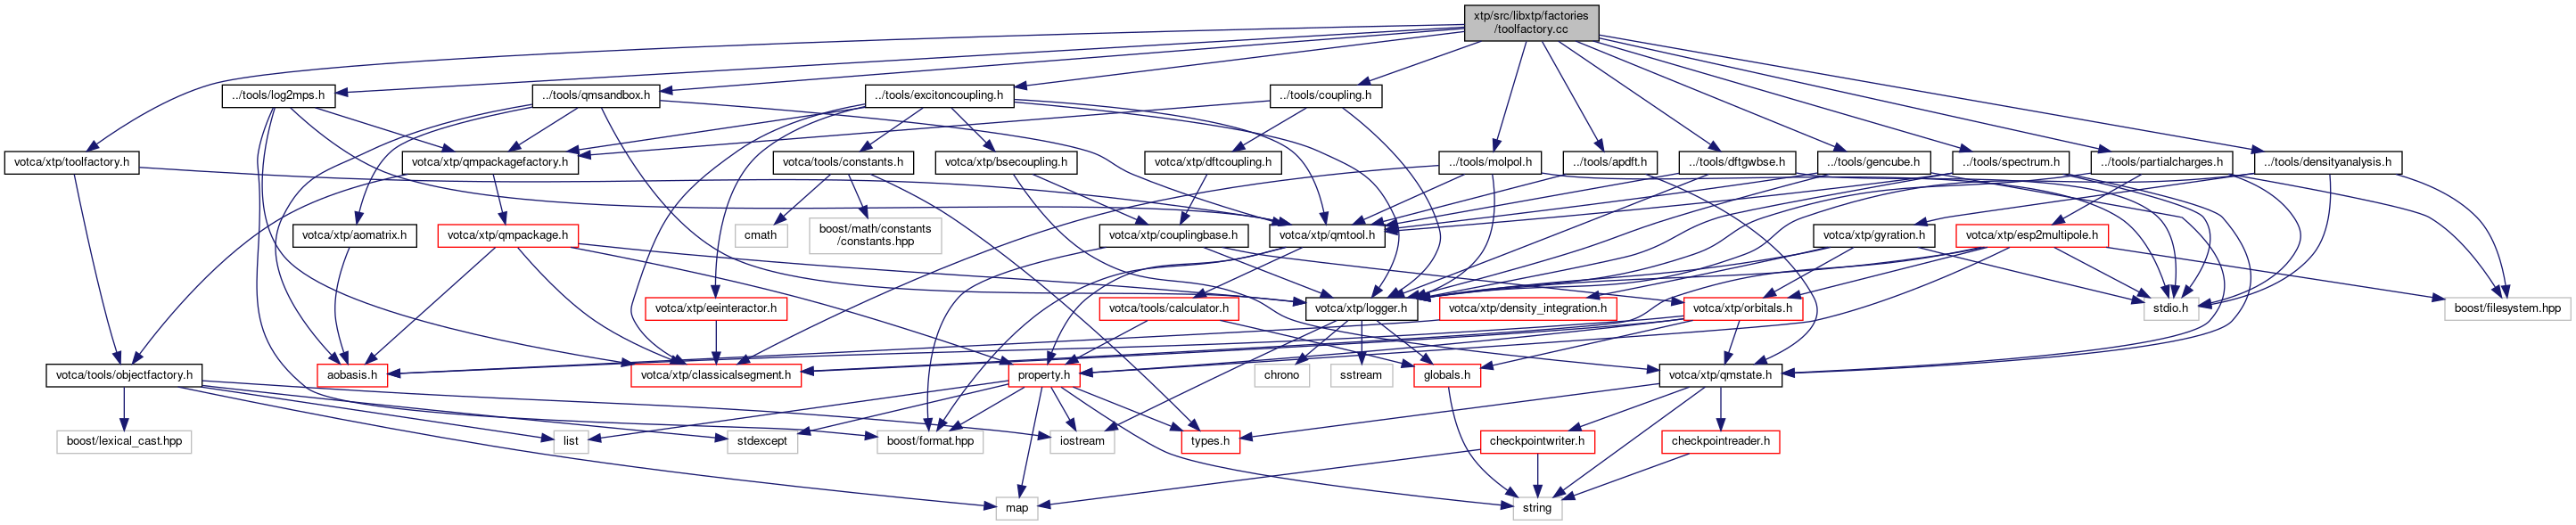 xtp/src/libxtp/factories
/toolfactory.cc
../tools/log2mps.h
../tools/qmsandbox.h
../tools/excitoncoupling.h
../tools/coupling.h
votca/xtp/toolfactory.h
votca/xtp/qmpackagefactory.h
votca/tools/constants.h
votca/xtp/bsecoupling.h
votca/xtp/dftcoupling.h
../tools/molpol.h
../tools/apdft.h
../tools/dftgwbse.h
../tools/gencube.h
../tools/spectrum.h
../tools/partialcharges.h
../tools/densityanalysis.h
votca/xtp/aomatrix.h
votca/xtp/qmpackage.h
cmath
boost/math/constants
/constants.hpp
votca/xtp/couplingbase.h
votca/xtp/qmtool.h
votca/xtp/gyration.h
votca/xtp/esp2multipole.h
votca/xtp/eeinteractor.h
votca/tools/calculator.h
votca/xtp/logger.h
votca/xtp/density_integration.h
votca/xtp/orbitals.h
stdio.h
boost/filesystem.hpp
votca/tools/objectfactory.h
aobasis.h
votca/xtp/classicalsegment.h
property.h
chrono
sstream
globals.h
votca/xtp/qmstate.h
boost/lexical_cast.hpp
list
stdexcept
boost/format.hpp
iostream
types.h
checkpointwriter.h
checkpointreader.h
map
string